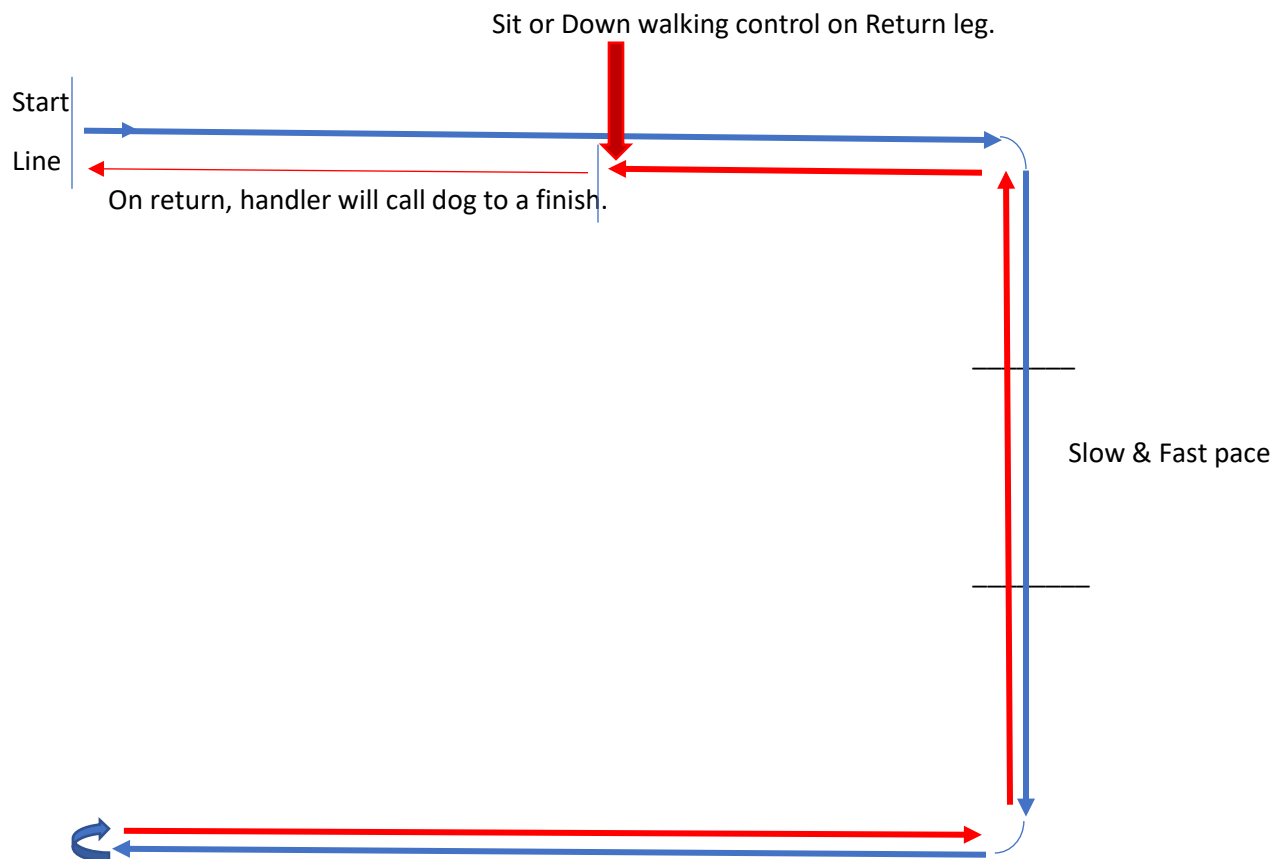 Sit or Down walking control on Return leg.
Start
Line
On return, handler will call dog to a finish.
Slow & Fast pace